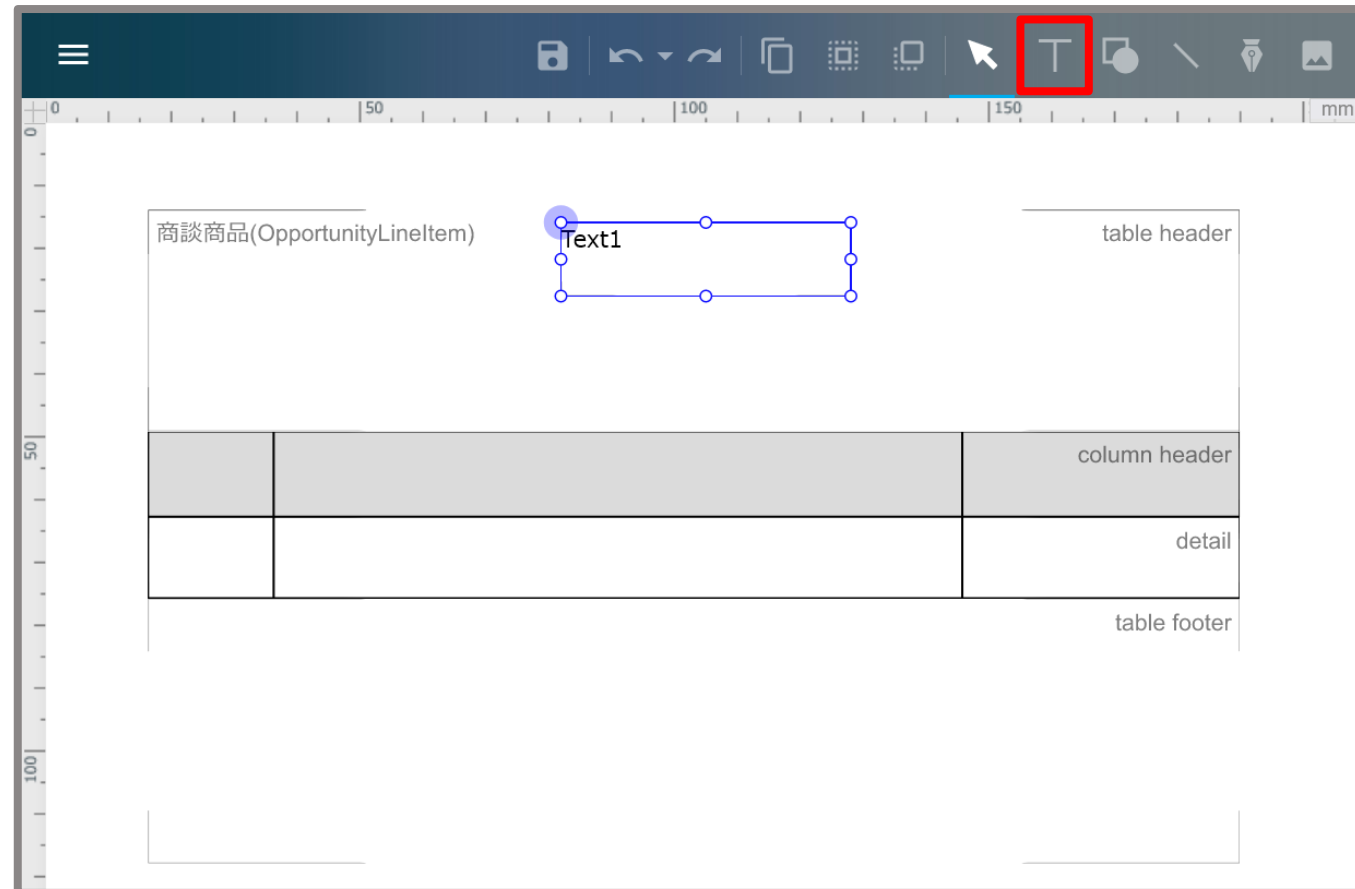 0 50 100 150 mm
0
商談商品(OpportunityLineItem) Text1 table header
50
column header
detail
table footer
100